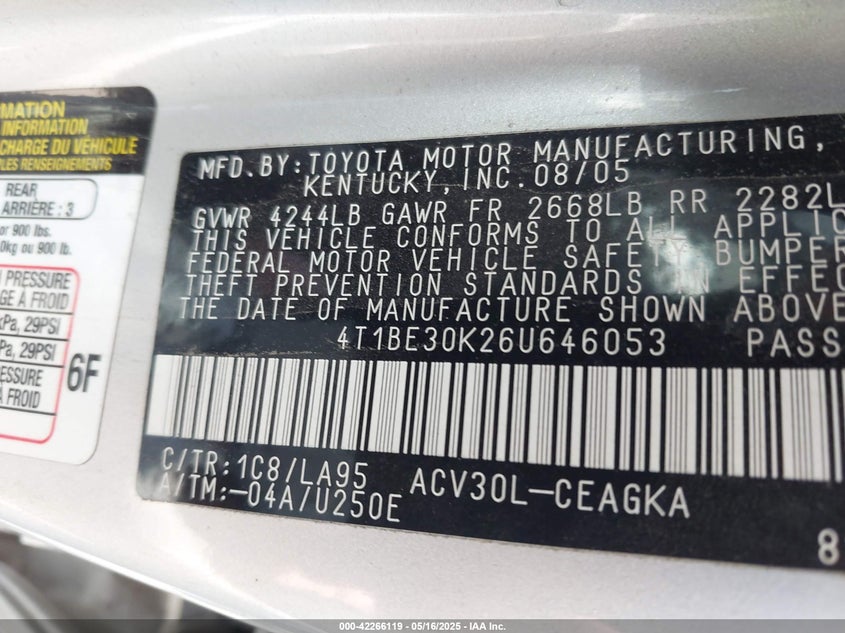 RMATION
INFORMATION
CHARGE DU VÉHICULE
LES RENSEIGNEMENTS
REAR
ARRIÈRE : 3
or 900 lbs.
0kg ou 900 lb.
PRESSURE
GE À FROID
kPa, 29PSI
Pa, 29PSI
ESSURE
À FROID
6F
MFD.BY:TOYOTA MOTOR MANUFACTURING,
KENTUCKY,INC.08/05
GVWR 4244LB GAWR FR 2668LB RR 2282L
THIS VEHICLE CONFORMS TO ALL APPLIC
FEDERAL MOTOR VEHICLE SAFETY BUMPER
THEFT PREVENTION STANDARDS IN EFFEC
THE DATE OF MANUFACTURE SHOWN ABOVE
4T1BE30K26U646053 PASS
C/TR:1C8/LA95 ACV30L-CEAGKA
A/TM:-04A/U250E
8
000-42266119 - 05/16/2025 - IAA Inc.